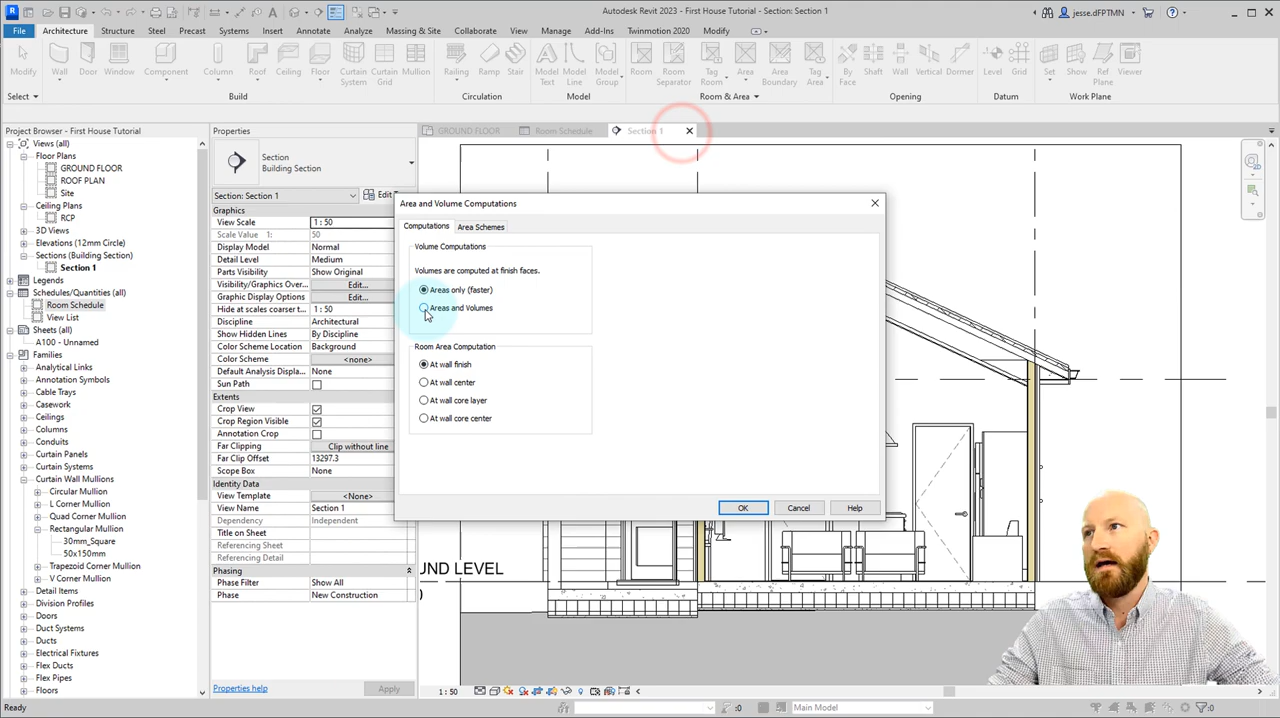 Autodesk Revit 2023 - First House Tutorial - Section: Section 1
jesse.dFPTMN
File Architecture Structure Steel Precast Systems Insert Annotate Analyze Massing & Site Collaborate View Manage Add-Ins Twinmotion 2020 Modify
Modify Wall Door Window Component Column Roof Ceiling Floor Curtain System Curtain Grid Mullion Railing Ramp Stair Model Text Model Line Model Group Room Room Separator Tag Room Area Area Boundary Tag Area By Face Shaft Wall Vertical Dormer Level Grid Set Show Ref Plane Viewer
Select Build Circulation Model Room & Area Opening Datum Work Plane
Project Browser - First House Tutorial
Views (all)
Floor Plans
GROUND FLOOR
ROOF PLAN
Site
Ceiling Plans
RCP
3D Views
Elevations (12mm Circle)
Sections (Building Section)
Section 1
Legends
Schedules/Quantities (all)
Room Schedule
View List
Sheets (all)
A100 - Unnamed
Families
Analytical Links
Annotation Symbols
Cable Trays
Casework
Ceilings
Columns
Conduits
Curtain Panels
Curtain Systems
Curtain Wall Mullions
Circular Mullion
L Corner Mullion
Quad Corner Mullion
Rectangular Mullion
30mm_Square
50x150mm
Trapezoid Corner Mullion
V Corner Mullion
Detail Items
Division Profiles
Doors
Duct Systems
Ducts
Electrical Fixtures
Flex Ducts
Flex Pipes
Floors
Properties
Section
Building Section
Section: Section 1
Edit T
Graphics
View Scale 1 : 50
Scale Value 1: 50
Display Model Normal
Detail Level Medium
Parts Visibility Show Original
Visibility/Graphics Over... Edit...
Graphic Display Options Edit...
Hide at scales coarser t... 1 : 50
Discipline Architectural
Show Hidden Lines By Discipline
Color Scheme Location Background
Color Scheme <none>
Default Analysis Displa... None
Sun Path
Extents
Crop View
Crop Region Visible
Annotation Crop
Far Clipping Clip without line
Far Clip Offset 13297.3
Scope Box None
Identity Data
View Template <None>
View Name Section 1
Dependency Independent
Title on Sheet
Referencing Sheet
Referencing Detail
Phasing
Phase Filter Show All
Phase New Construction
Properties help Apply
GROUND FLOOR Room Schedule Section 1
Area and Volume Computations
Computations Area Schemes
Volume Computations
Volumes are computed at finish faces.
Areas only (faster)
Areas and Volumes
Room Area Computation
At wall finish
At wall center
At wall core layer
At wall core center
OK Cancel Help
UND LEVEL
1 : 50
Ready
:0 Main Model :0